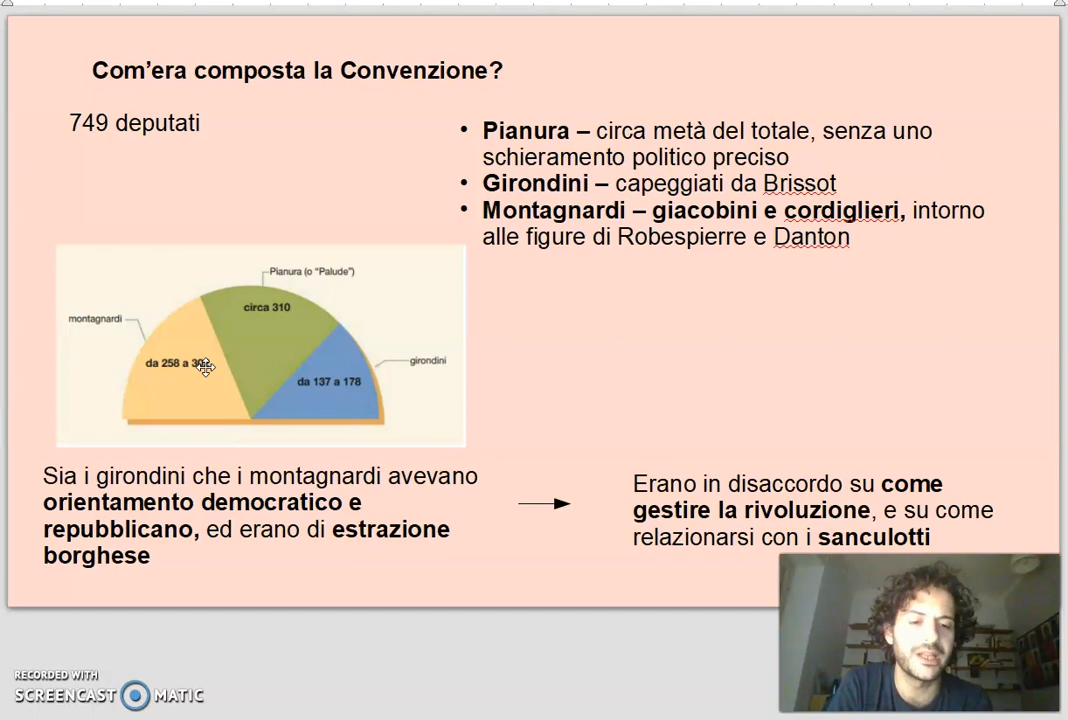 Com'era composta la Convenzione?
749 deputati
• Pianura – circa metà del totale, senza uno
schieramento politico preciso
• Girondini – capeggiati da Brissot
• Montagnardi – giacobini e cordiglieri, intorno
alle figure di Robespierre e Danton
Pianura (o “Palude”)
circa 310
montagnardi
da 258 a
girondini
da 137 a 178
Sia i girondini che i montagnardi avevano
orientamento democratico e
repubblicano, ed erano di estrazione
borghese
Erano in disaccordo su come
gestire la rivoluzione, e su come
relazionarsi con i sanculotti
RECORDED WITH
SCREENCAST MATIC